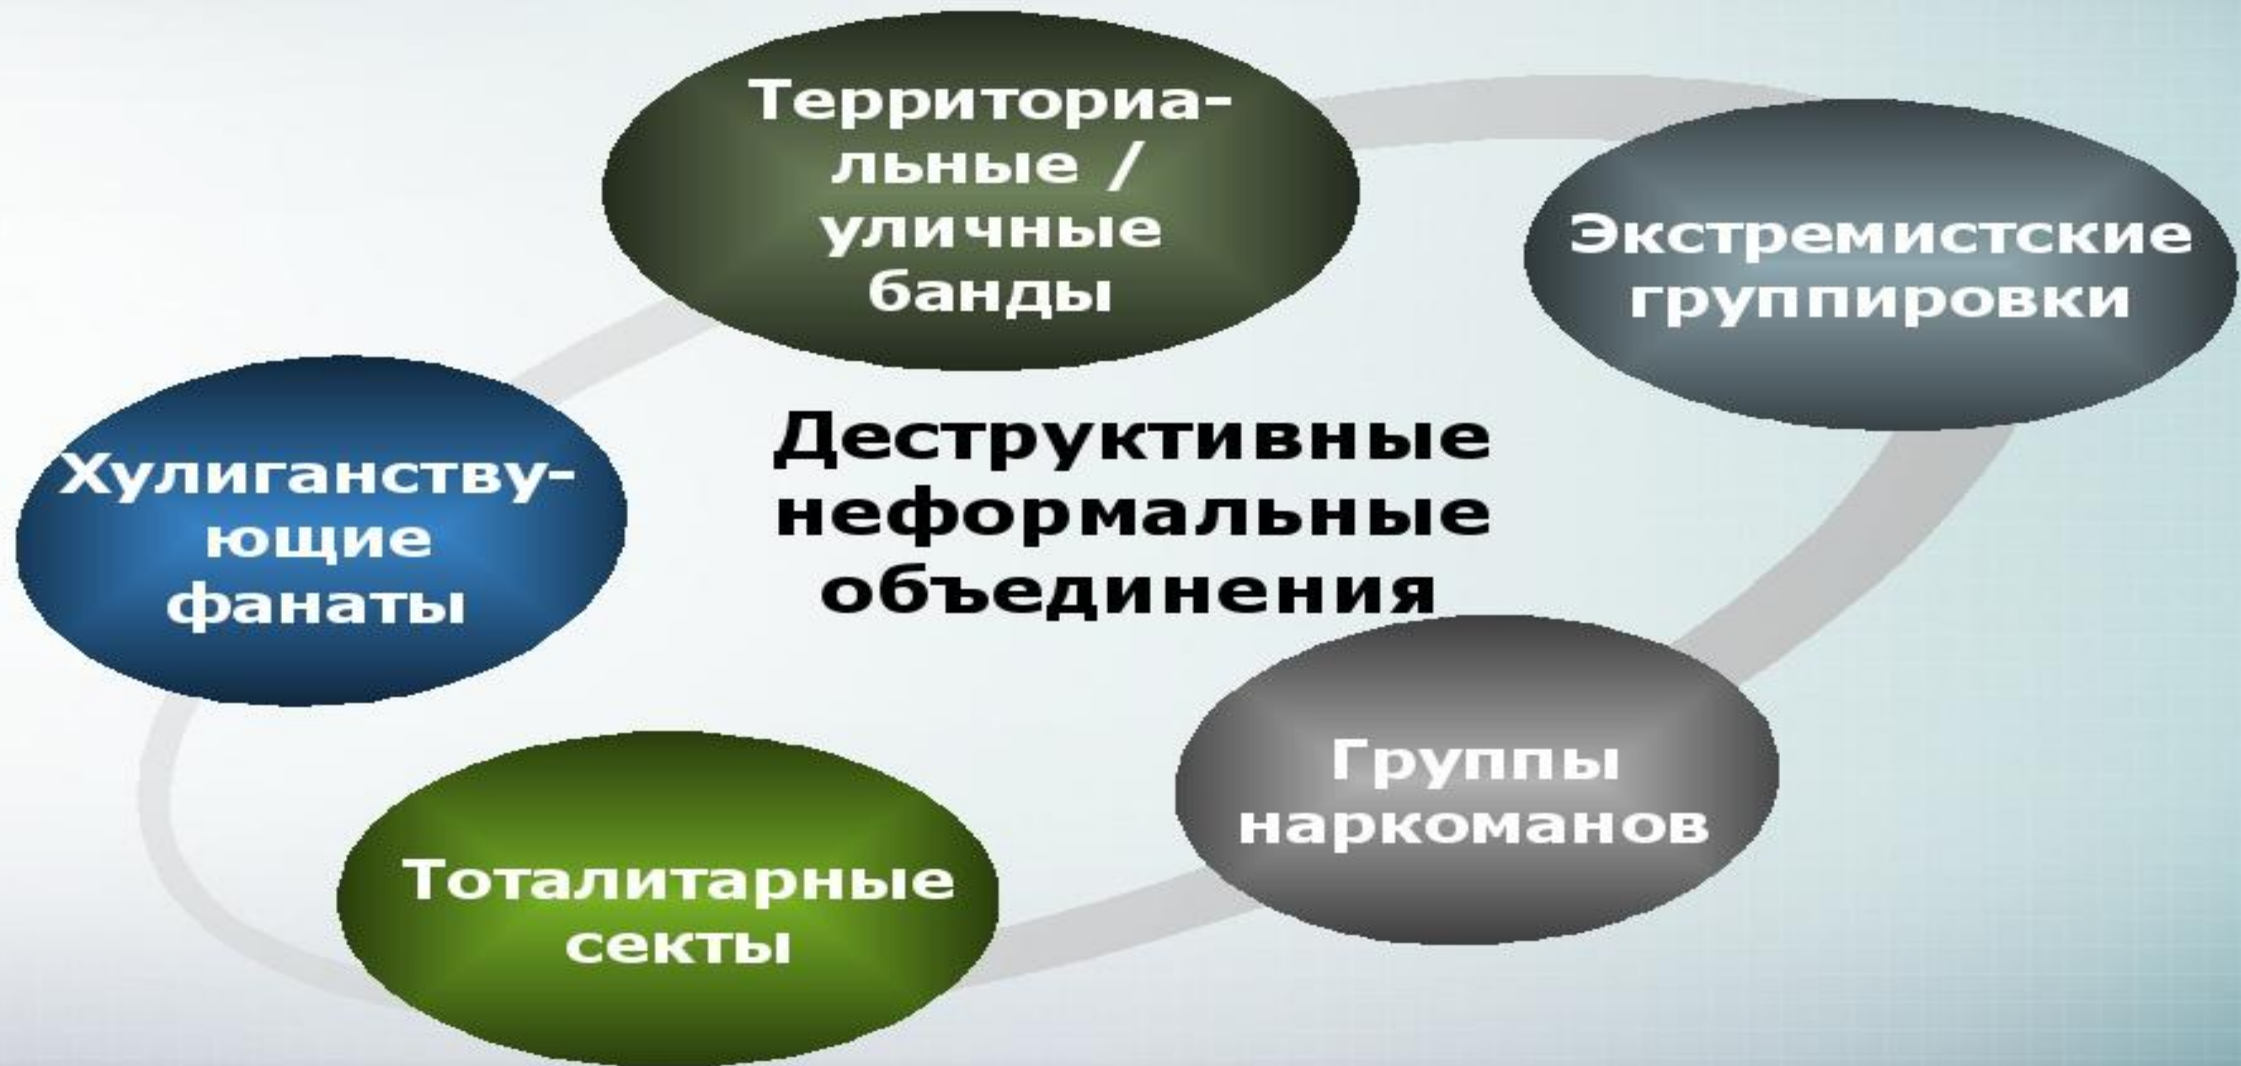 Территориа-
льные /
уличные
банды
Экстремистские
группировки
Хулиганству-
ющие
фанаты
Деструктивные
неформальные
объединения
Группы
наркоманов
Тоталитарные
секты